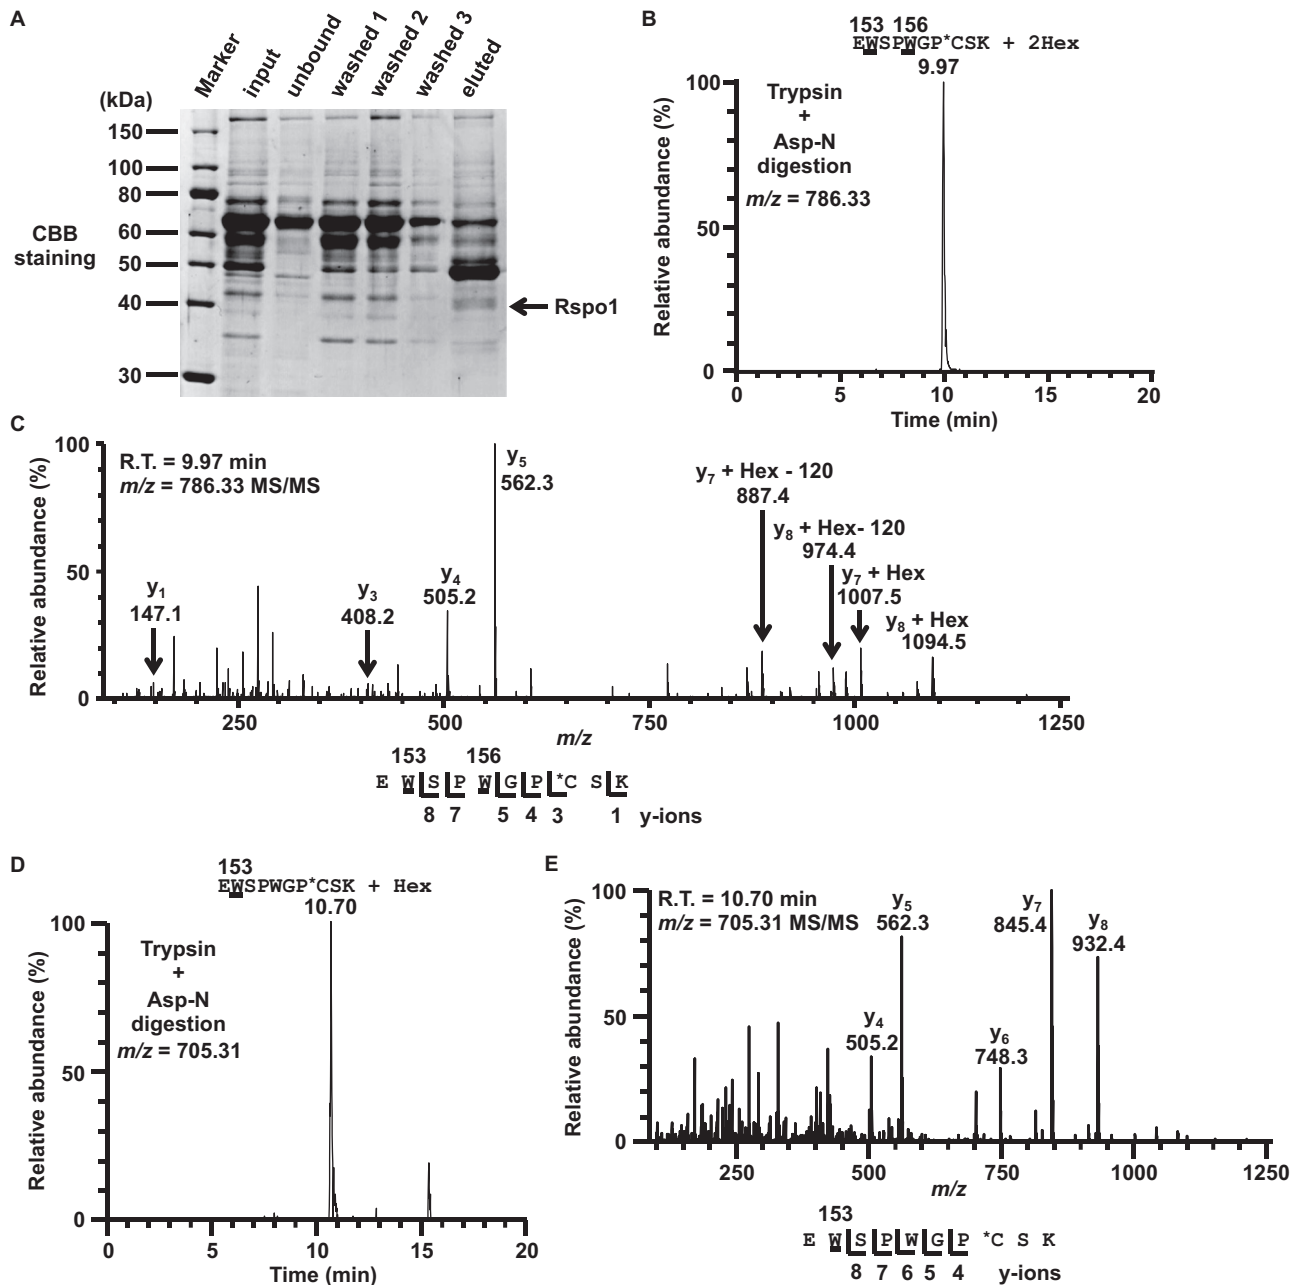 A
Marker
input
unbound
washed 1
washed 2
washed 3
eluted
(kDa)
150
100
80
60
50
40
30
CBB
staining
Rspo1
B
153 156
EWSPWGP*CSK + 2Hex
9.97
Trypsin
+
Asp-N
digestion
m/z = 786.33
Relative abundance (%)
100
50
0
0 5 10 15 20
Time (min)
C
R.T. = 9.97 min
m/z = 786.33 MS/MS
Relative abundance (%)
100
50
0
y1
147.1
y3
408.2
y4
505.2
y5
562.3
y7 + Hex - 120
887.4
y8 + Hex- 120
974.4
y7 + Hex
1007.5
y8 + Hex
1094.5
250 500 750 1000 1250
m/z
153 156
E W S P W G P *C S K
8 7 5 4 3 1 y-ions
D
153
EWSPWGP*CSK + Hex
10.70
Trypsin
+
Asp-N
digestion
m/z = 705.31
Relative abundance (%)
100
50
0
0 5 10 15 20
Time (min)
E
R.T. = 10.70 min
m/z = 705.31 MS/MS
Relative abundance (%)
100
50
0
y4
505.2
y5
562.3
y6
748.3
y7
845.4
y8
932.4
250 500 750 1000 1250
m/z
153
E W S P W G P *C S K
8 7 6 5 4 y-ions